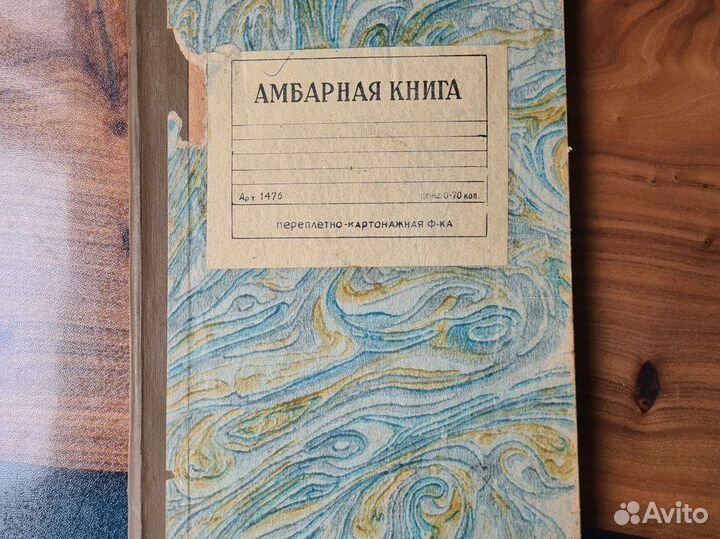 АМБАРНАЯ КНИГА
Арт. 1476 цена 0-70 коп.
ПЕРЕПЛЕТНО-КАРТОНАЖНАЯ Ф-КА
Avito